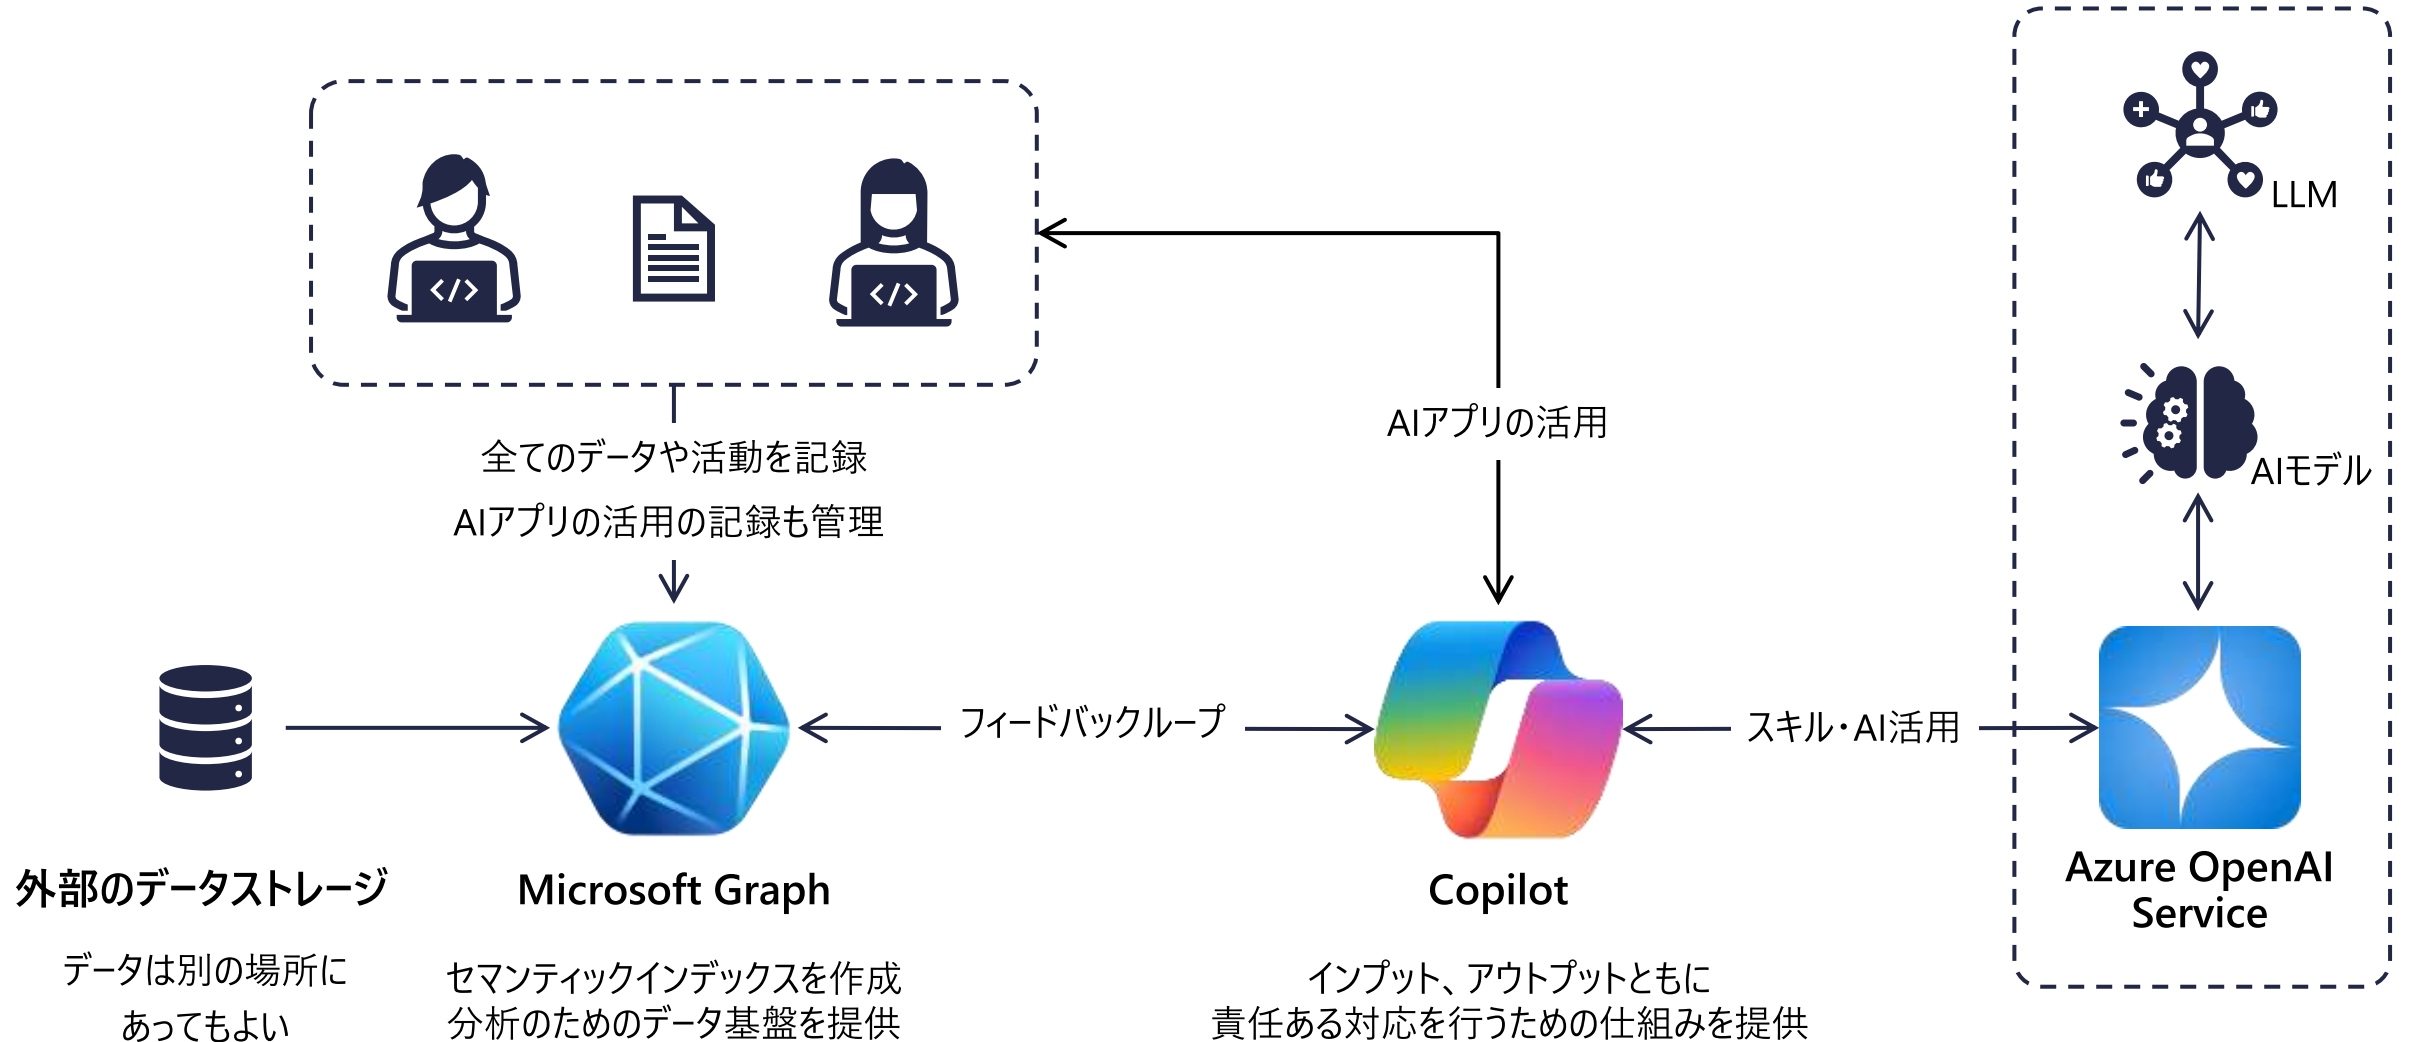 LLM
AIモデル
AIアプリの活用
全てのデータや活動を記録
AIアプリの活用の記録も管理
フィードバックループ
スキル・AI活用
外部のデータストレージ
データは別の場所に
あってもよい
Microsoft Graph
セマンティックインデックスを作成
分析のためのデータ基盤を提供
Copilot
インプット、アウトプットともに
責任ある対応を行うための仕組みを提供
Azure OpenAI
Service